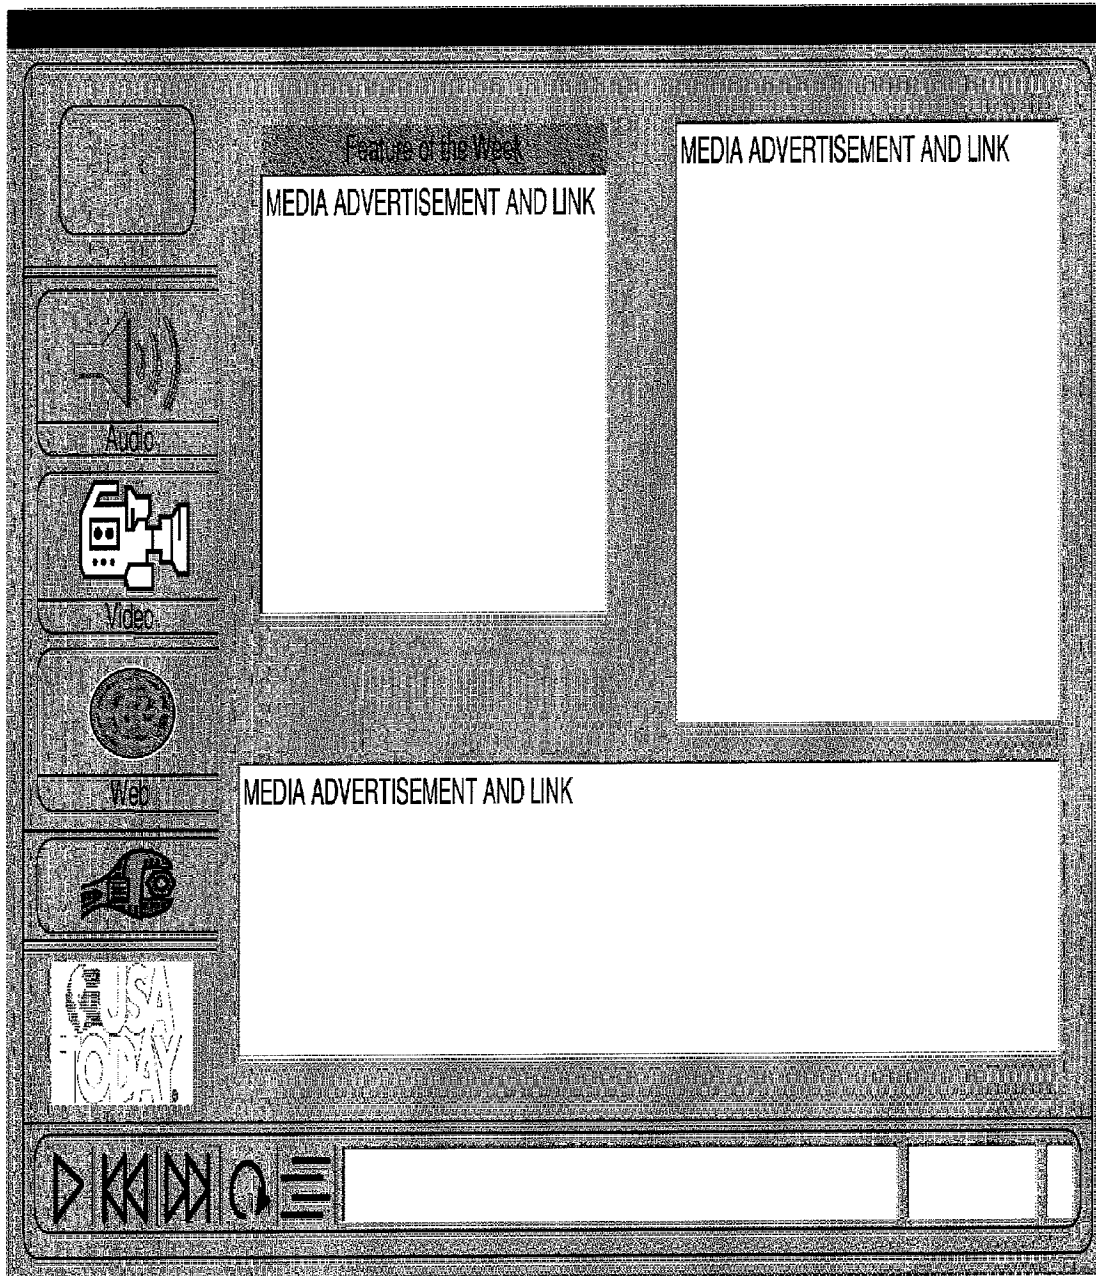 Feature of the Week
MEDIA ADVERTISEMENT AND LINK
MEDIA ADVERTISEMENT AND LINK
Audio
Video
Web
MEDIA ADVERTISEMENT AND LINK
USA
TODAY.